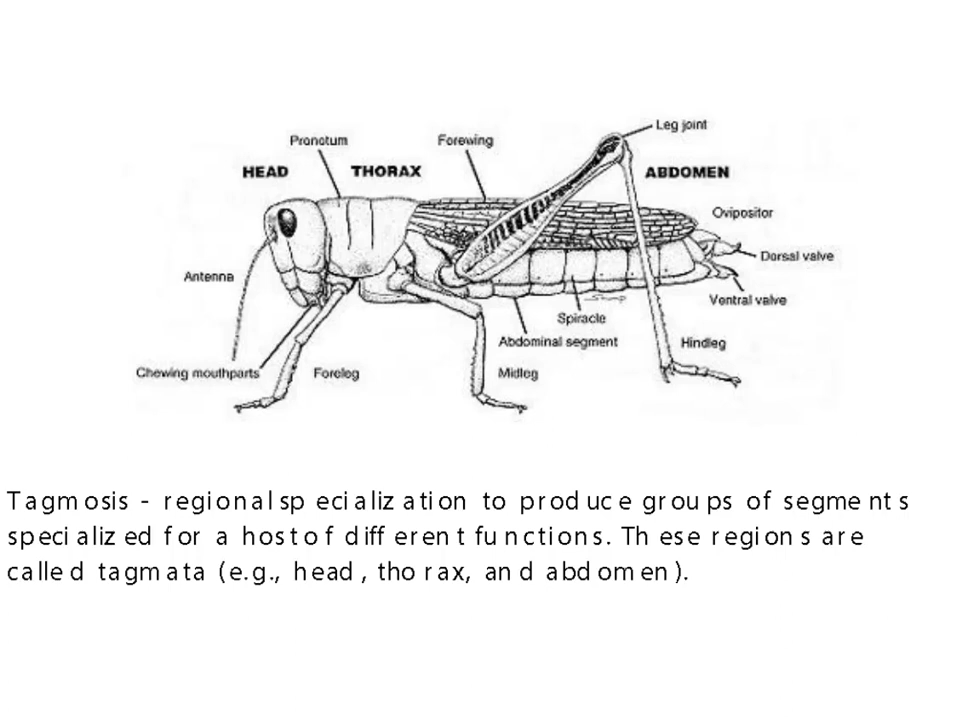 Leg joint
Pronotum
Forewing
HEAD
THORAX
ABDOMEN
Ovipositor
Dorsal valve
Antenna
Ventral valve
Spiracle
Abdominal segment
Hindleg
Chewing mouthparts
Foreleg
Midleg
Tagmosis - regional specialization to produce groups of segments
specialized for a host of different functions. These regions are
called tagmata (e.g., head, thorax, and abdomen).